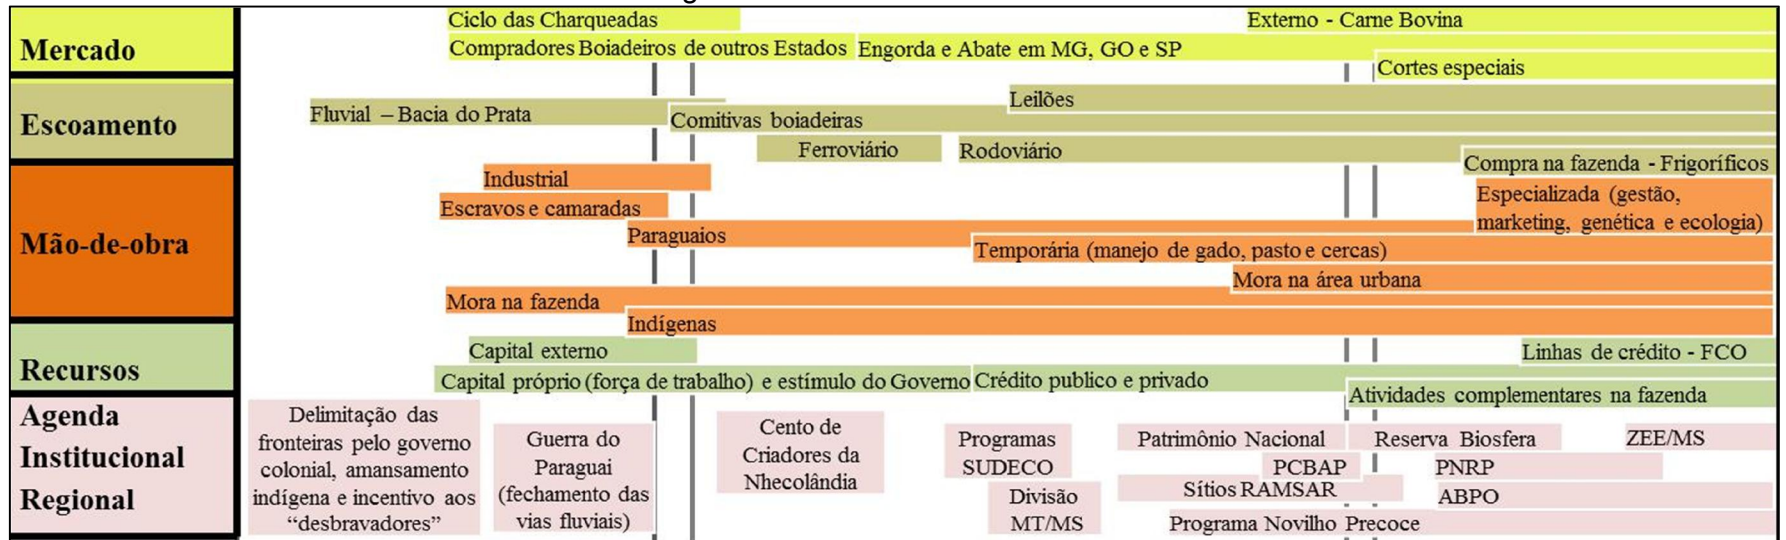 Mercado
Ciclo das Charqueadas
Externo - Carne Bovina
Compradores Boiadeiros de outros Estados
Engorda e Abate em MG, GO e SP
Cortes especiais
Escoamento
Leilões
Fluvial – Bacia do Prata
Comitivas boiadeiras
Ferroviário
Rodoviário
Compra na fazenda - Frigoríficos
Mão-de-obra
Industrial
Escravos e camaradas
Especializada (gestão,
marketing, genética e ecologia)
Paraguaios
Temporária (manejo de gado, pasto e cercas)
Mora na área urbana
Mora na fazenda
Indígenas
Recursos
Capital externo
Linhas de crédito - FCO
Capital próprio (força de trabalho) e estímulo do Governo
Crédito publico e privado
Atividades complementares na fazenda
Agenda
Institucional
Regional
Delimitação das
fronteiras pelo governo
colonial, amansamento
indígena e incentivo aos
“desbravadores”
Guerra do
Paraguai
(fechamento das
vias fluviais)
Cento de
Criadores da
Nhecolândia
Programas
SUDECO
Divisão
MT/MS
Patrimônio Nacional
Reserva Biosfera
ZEE/MS
PCBAP
PNRP
Sítios RAMSAR
ABPO
Programa Novilho Precoce